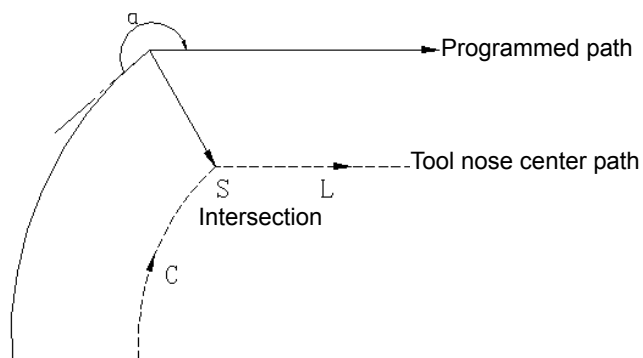 α
Programmed path
Tool nose center path
S
L
Intersection
C